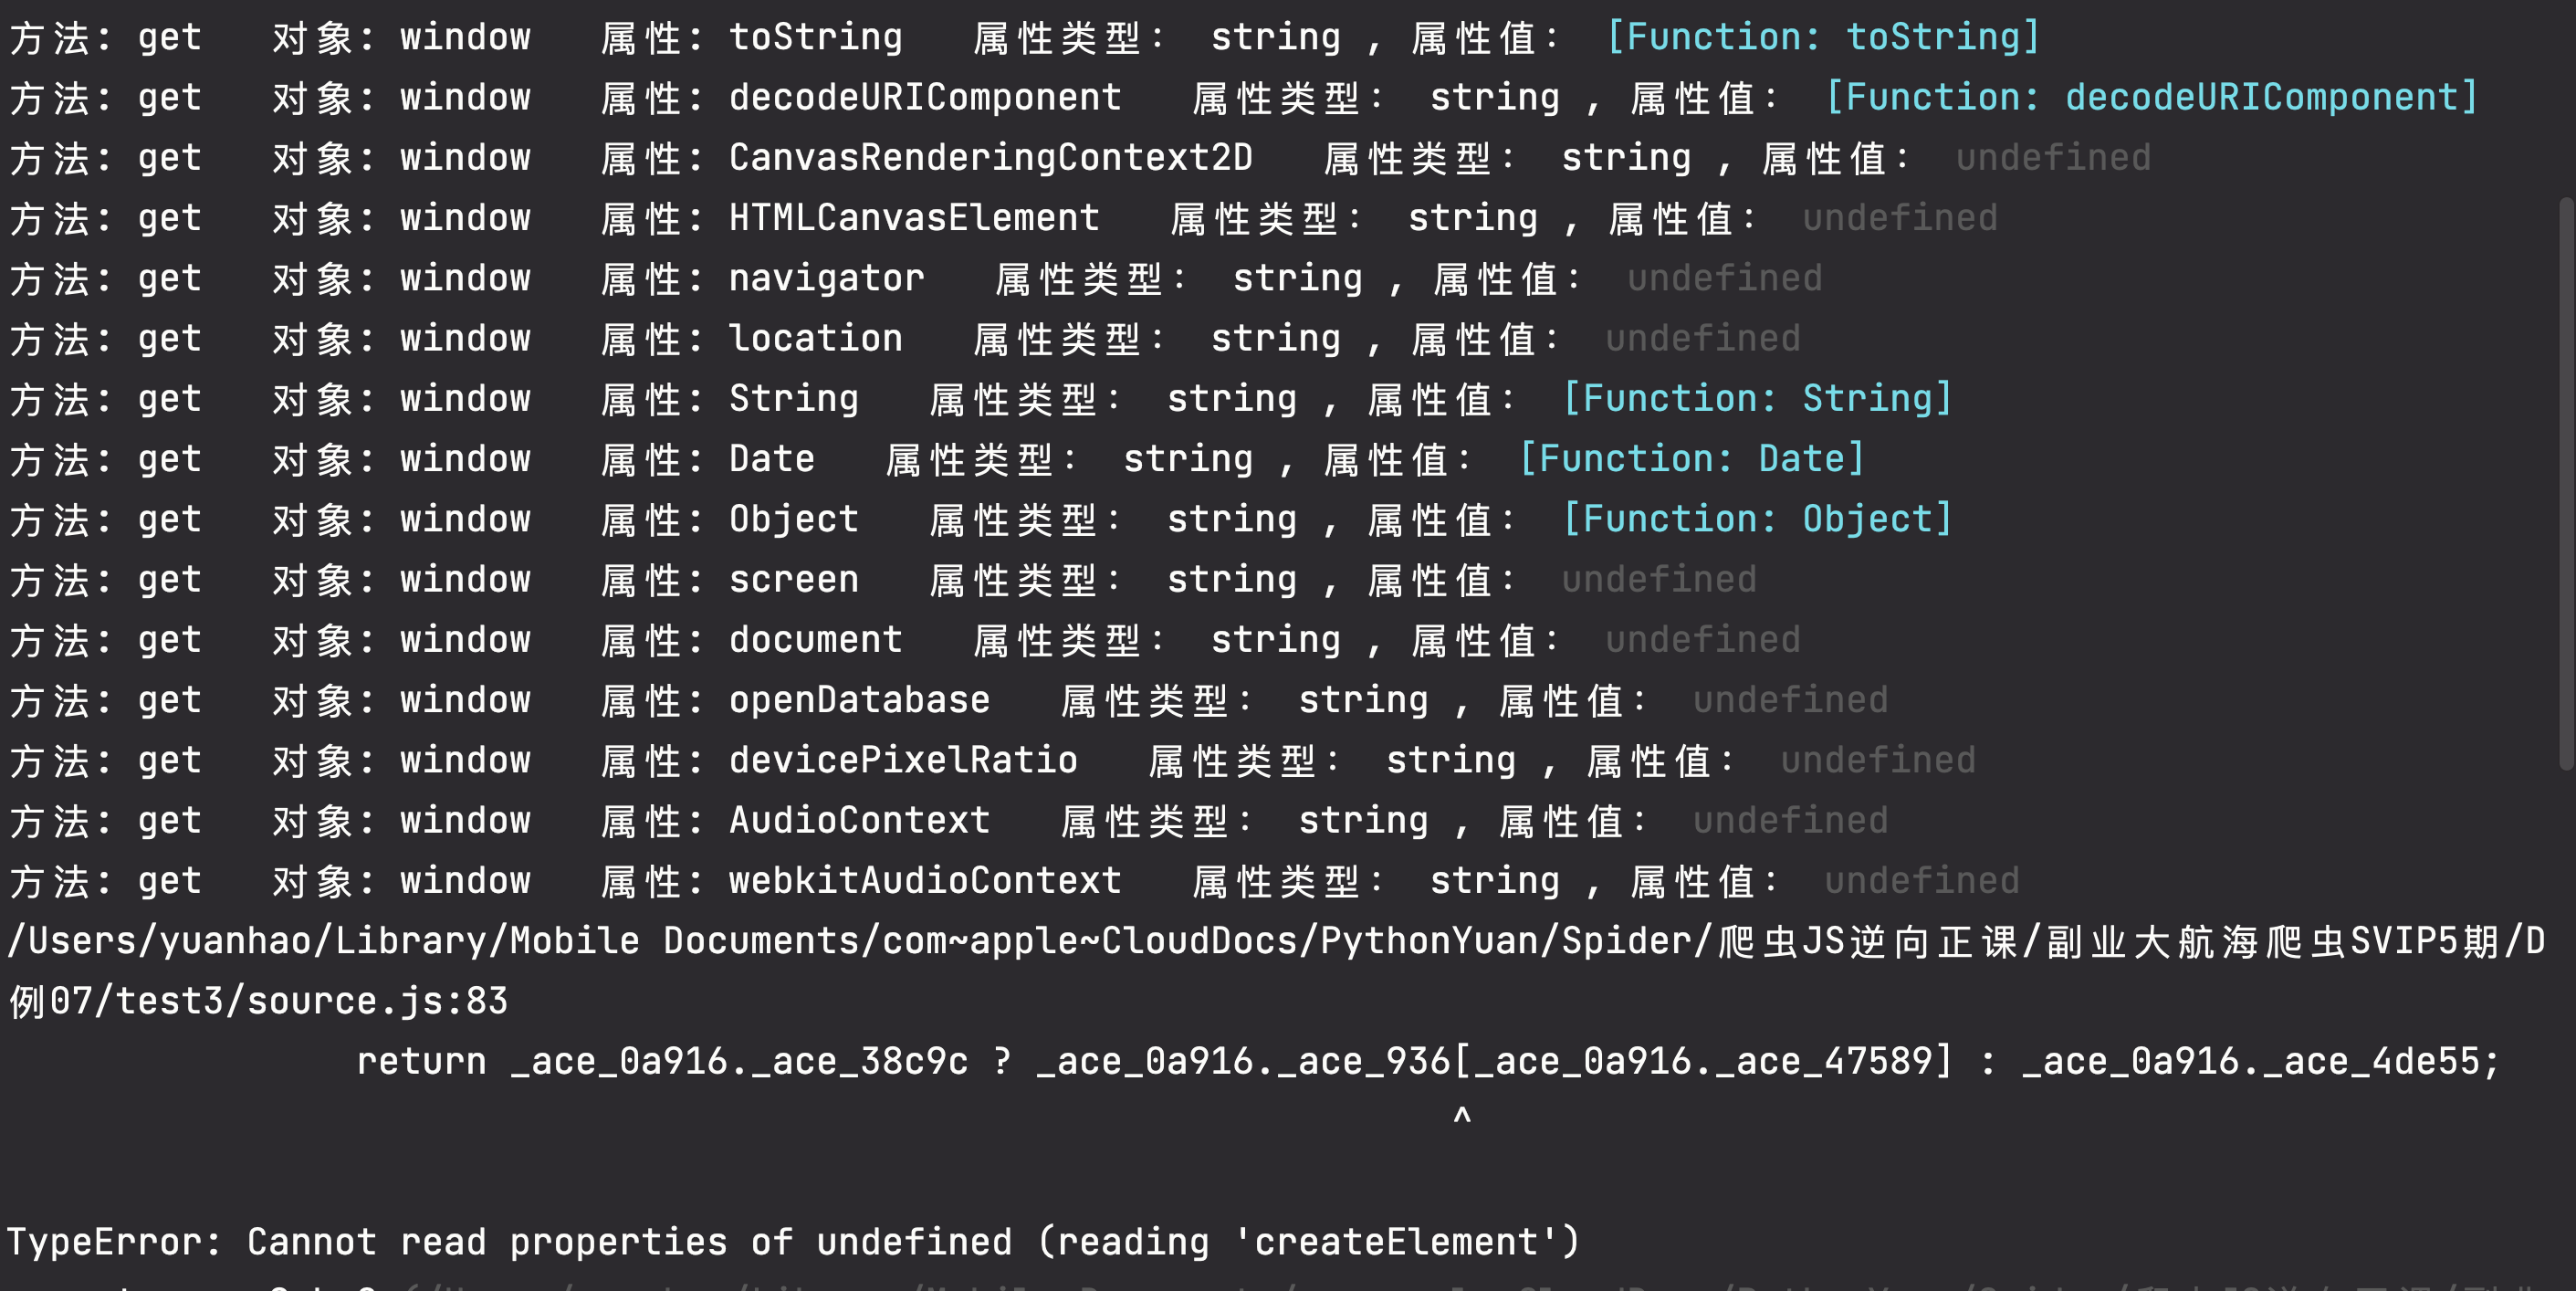 方法: get 对象: window 属性: toString 属性类型: string , 属性值: [Function: toString]
方法: get 对象: window 属性: decodeURIComponent 属性类型: string , 属性值: [Function: decodeURIComponent]
方法: get 对象: window 属性: CanvasRenderingContext2D 属性类型: string , 属性值: undefined
方法: get 对象: window 属性: HTMLCanvasElement 属性类型: string , 属性值: undefined
方法: get 对象: window 属性: navigator 属性类型: string , 属性值: undefined
方法: get 对象: window 属性: location 属性类型: string , 属性值: undefined
方法: get 对象: window 属性: String 属性类型: string , 属性值: [Function: String]
方法: get 对象: window 属性: Date 属性类型: string , 属性值: [Function: Date]
方法: get 对象: window 属性: Object 属性类型: string , 属性值: [Function: Object]
方法: get 对象: window 属性: screen 属性类型: string , 属性值: undefined
方法: get 对象: window 属性: document 属性类型: string , 属性值: undefined
方法: get 对象: window 属性: openDatabase 属性类型: string , 属性值: undefined
方法: get 对象: window 属性: devicePixelRatio 属性类型: string , 属性值: undefined
方法: get 对象: window 属性: AudioContext 属性类型: string , 属性值: undefined
方法: get 对象: window 属性: webkitAudioContext 属性类型: string , 属性值: undefined
/Users/yuanhao/Library/Mobile Documents/com~apple~CloudDocs/PythonYuan/Spider/爬虫JS逆向正课/副业大航海爬虫SVIP5期/D
例07/test3/source.js:83
return _ace_0a916._ace_38c9c ? _ace_0a916._ace_936[_ace_0a916._ace_47589] : _ace_0a916._ace_4de55;
^
TypeError: Cannot read properties of undefined (reading 'createElement')